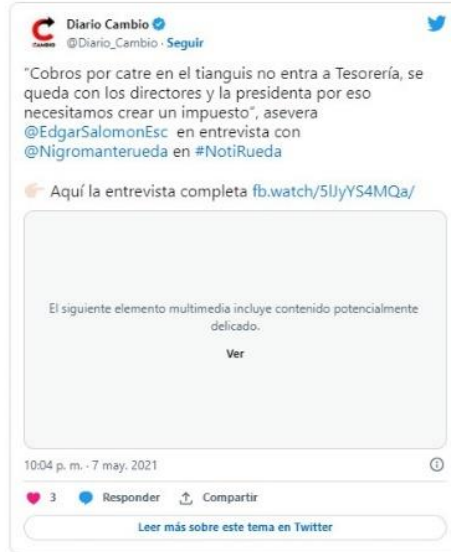 CAMBIO
Diario Cambio
@Diario_Cambio · Seguir
“Cobros por catre en el tianguis no entra a Tesorería, se
queda con los directores y la presidenta por eso
necesitamos crear un impuesto”, asevera
@EdgarSalomonEsc en entrevista con
@Nigromanterueda en #NotiRueda
👉🏻 Aquí la entrevista completa fb.watch/5lJyYS4MQa/
El siguiente elemento multimedia incluye contenido potencialmente
delicado.
Ver
10:04 p. m. · 7 may. 2021
3 Responder Compartir
Leer más sobre este tema en Twitter